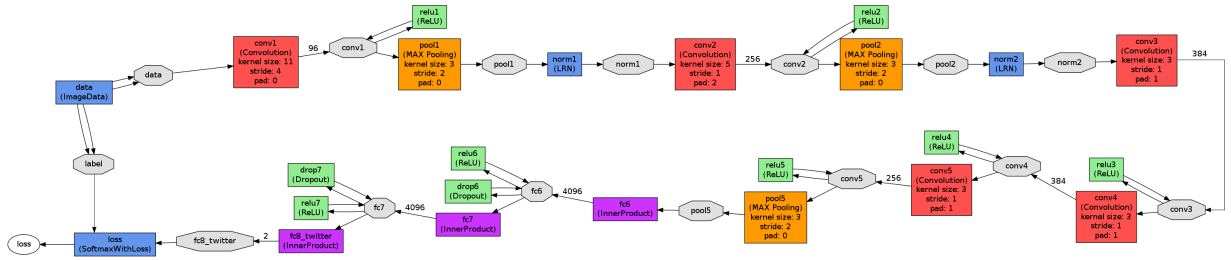 data
(ImageData)
data
label
conv1
(Convolution)
kernel size: 11
stride: 4
pad: 0
96
conv1
relu1
(ReLU)
pool1
(MAX Pooling)
kernel size: 3
stride: 2
pad: 0
pool1
norm1
(LRN)
norm1
conv2
(Convolution)
kernel size: 5
stride: 1
pad: 2
256
conv2
relu2
(ReLU)
pool2
(MAX Pooling)
kernel size: 3
stride: 2
pad: 0
pool2
norm2
(LRN)
norm2
conv3
(Convolution)
kernel size: 3
stride: 1
pad: 1
384
conv3
relu3
(ReLU)
conv4
(Convolution)
kernel size: 3
stride: 1
pad: 1
384
conv4
relu4
(ReLU)
conv5
(Convolution)
kernel size: 3
stride: 1
pad: 1
256
conv5
relu5
(ReLU)
pool5
(MAX Pooling)
kernel size: 3
stride: 2
pad: 0
pool5
fc6
(InnerProduct)
4096
fc6
relu6
(ReLU)
drop6
(Dropout)
fc7
(InnerProduct)
4096
fc7
drop7
(Dropout)
relu7
(ReLU)
fc8_twitter
(InnerProduct)
2
fc8_twitter
loss
(SoftmaxWithLoss)
loss